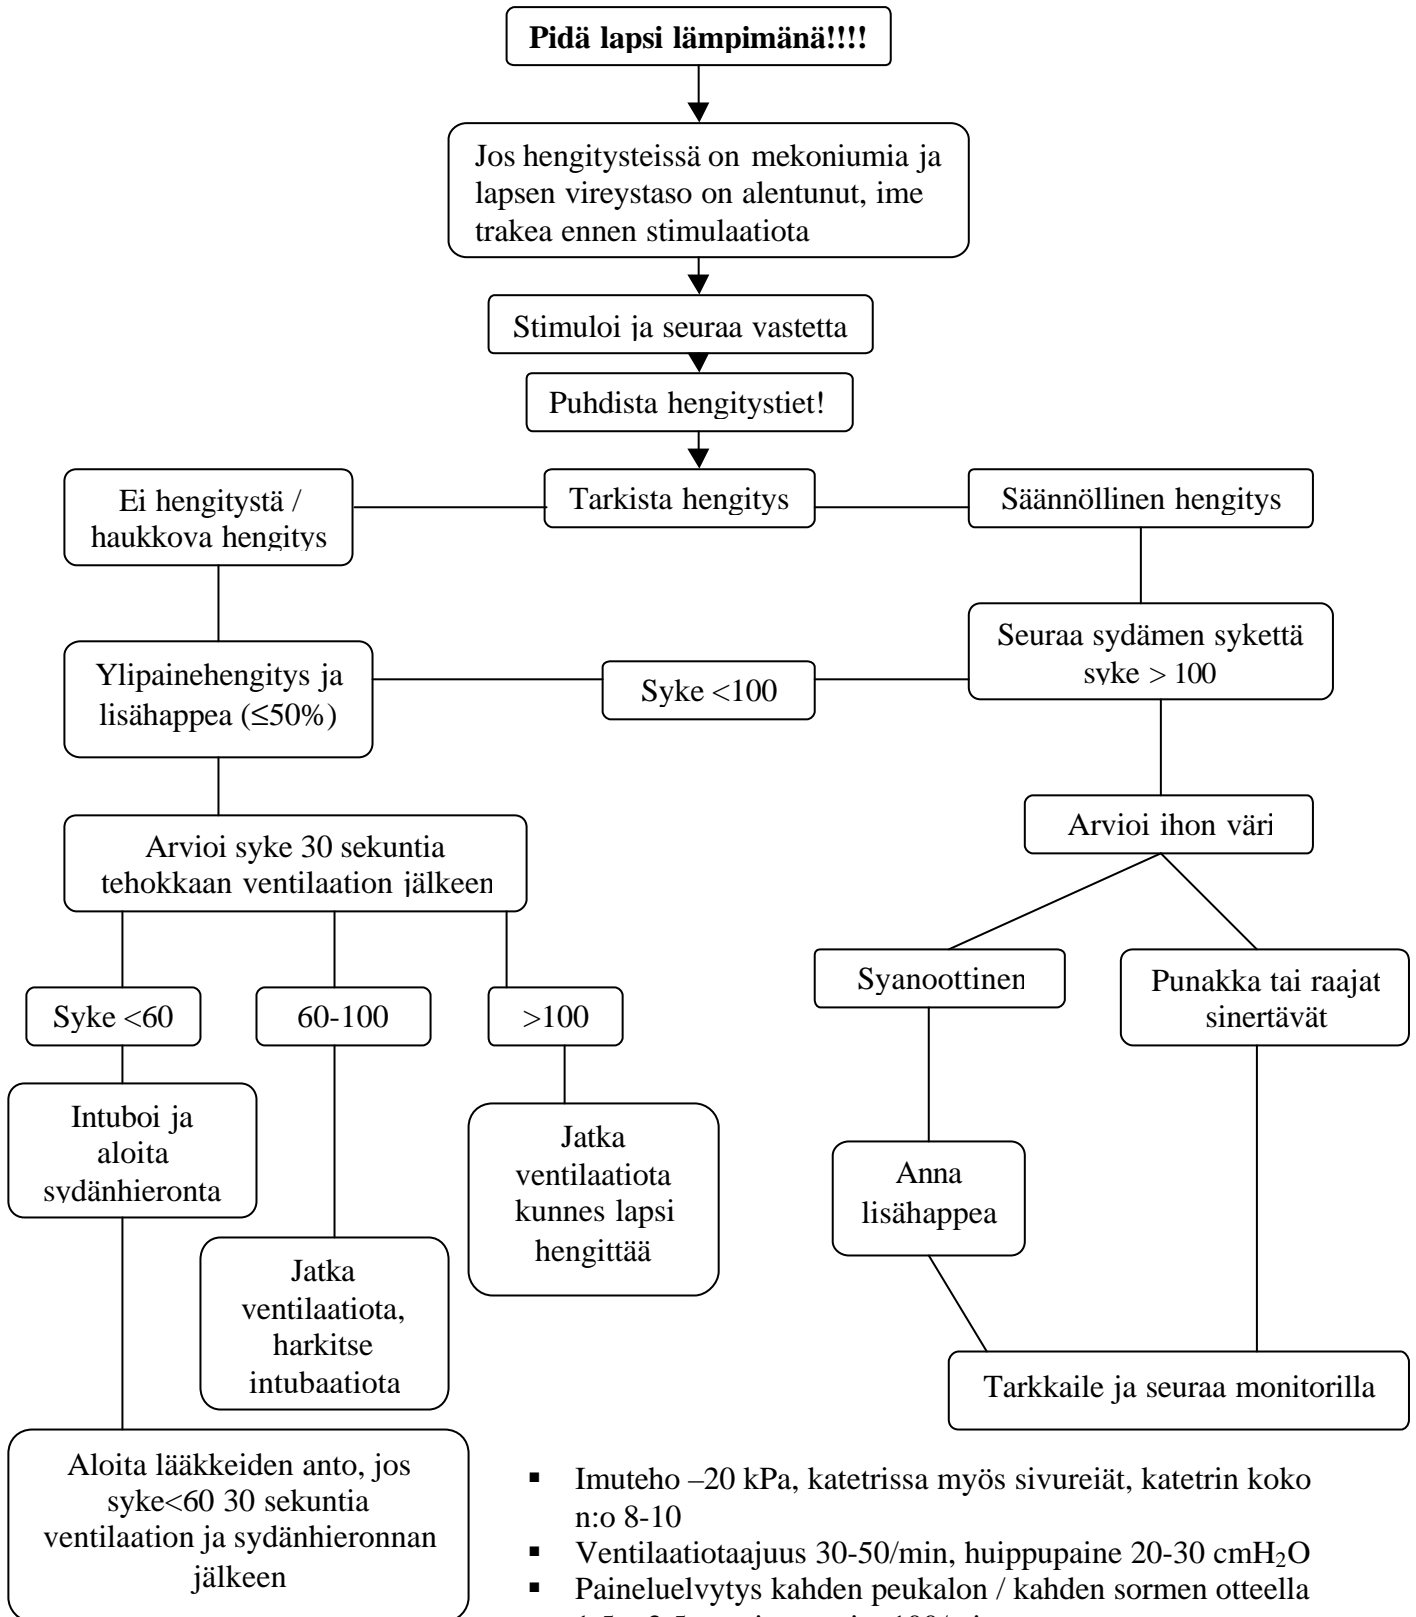 Pidä lapsi lämpimänä!!!!
Jos hengitysteissä on mekoniumia ja
lapsen vireystaso on alentunut, ime
trakea ennen stimulaatiota
Stimuloi ja seuraa vastetta
Puhdista hengitystiet!
Tarkista hengitys
Ei hengitystä /
haukkova hengitys
Säännöllinen hengitys
Ylipainehengitys ja
lisähappea (≤50%)
Syke <100
Seuraa sydämen sykettä
syke > 100
Arvioi syke 30 sekuntia
tehokkaan ventilaation jälkeen
Arvioi ihon väri
Syke <60
60-100
>100
Syanoottinen
Punakka tai raajat
sinertävät
Intuboi ja
aloita
sydänhieronta
Jatka
ventilaatiota
kunnes lapsi
hengittää
Anna
lisähappea
Jatka
ventilaatiota,
harkitse
intubaatiota
Tarkkaile ja seuraa monitorilla
Aloita lääkkeiden anto, jos
syke<60 30 sekuntia
ventilaation ja sydänhieronnan
jälkeen
▪ Imuteho –20 kPa, katetrissa myös sivureiät, katetrin koko
n:o 8-10
▪ Ventilaatiotaajuus 30-50/min, huippupaine 20-30 cmH₂O
▪ Paineluelvytys kahden peukalon / kahden sormen otteella